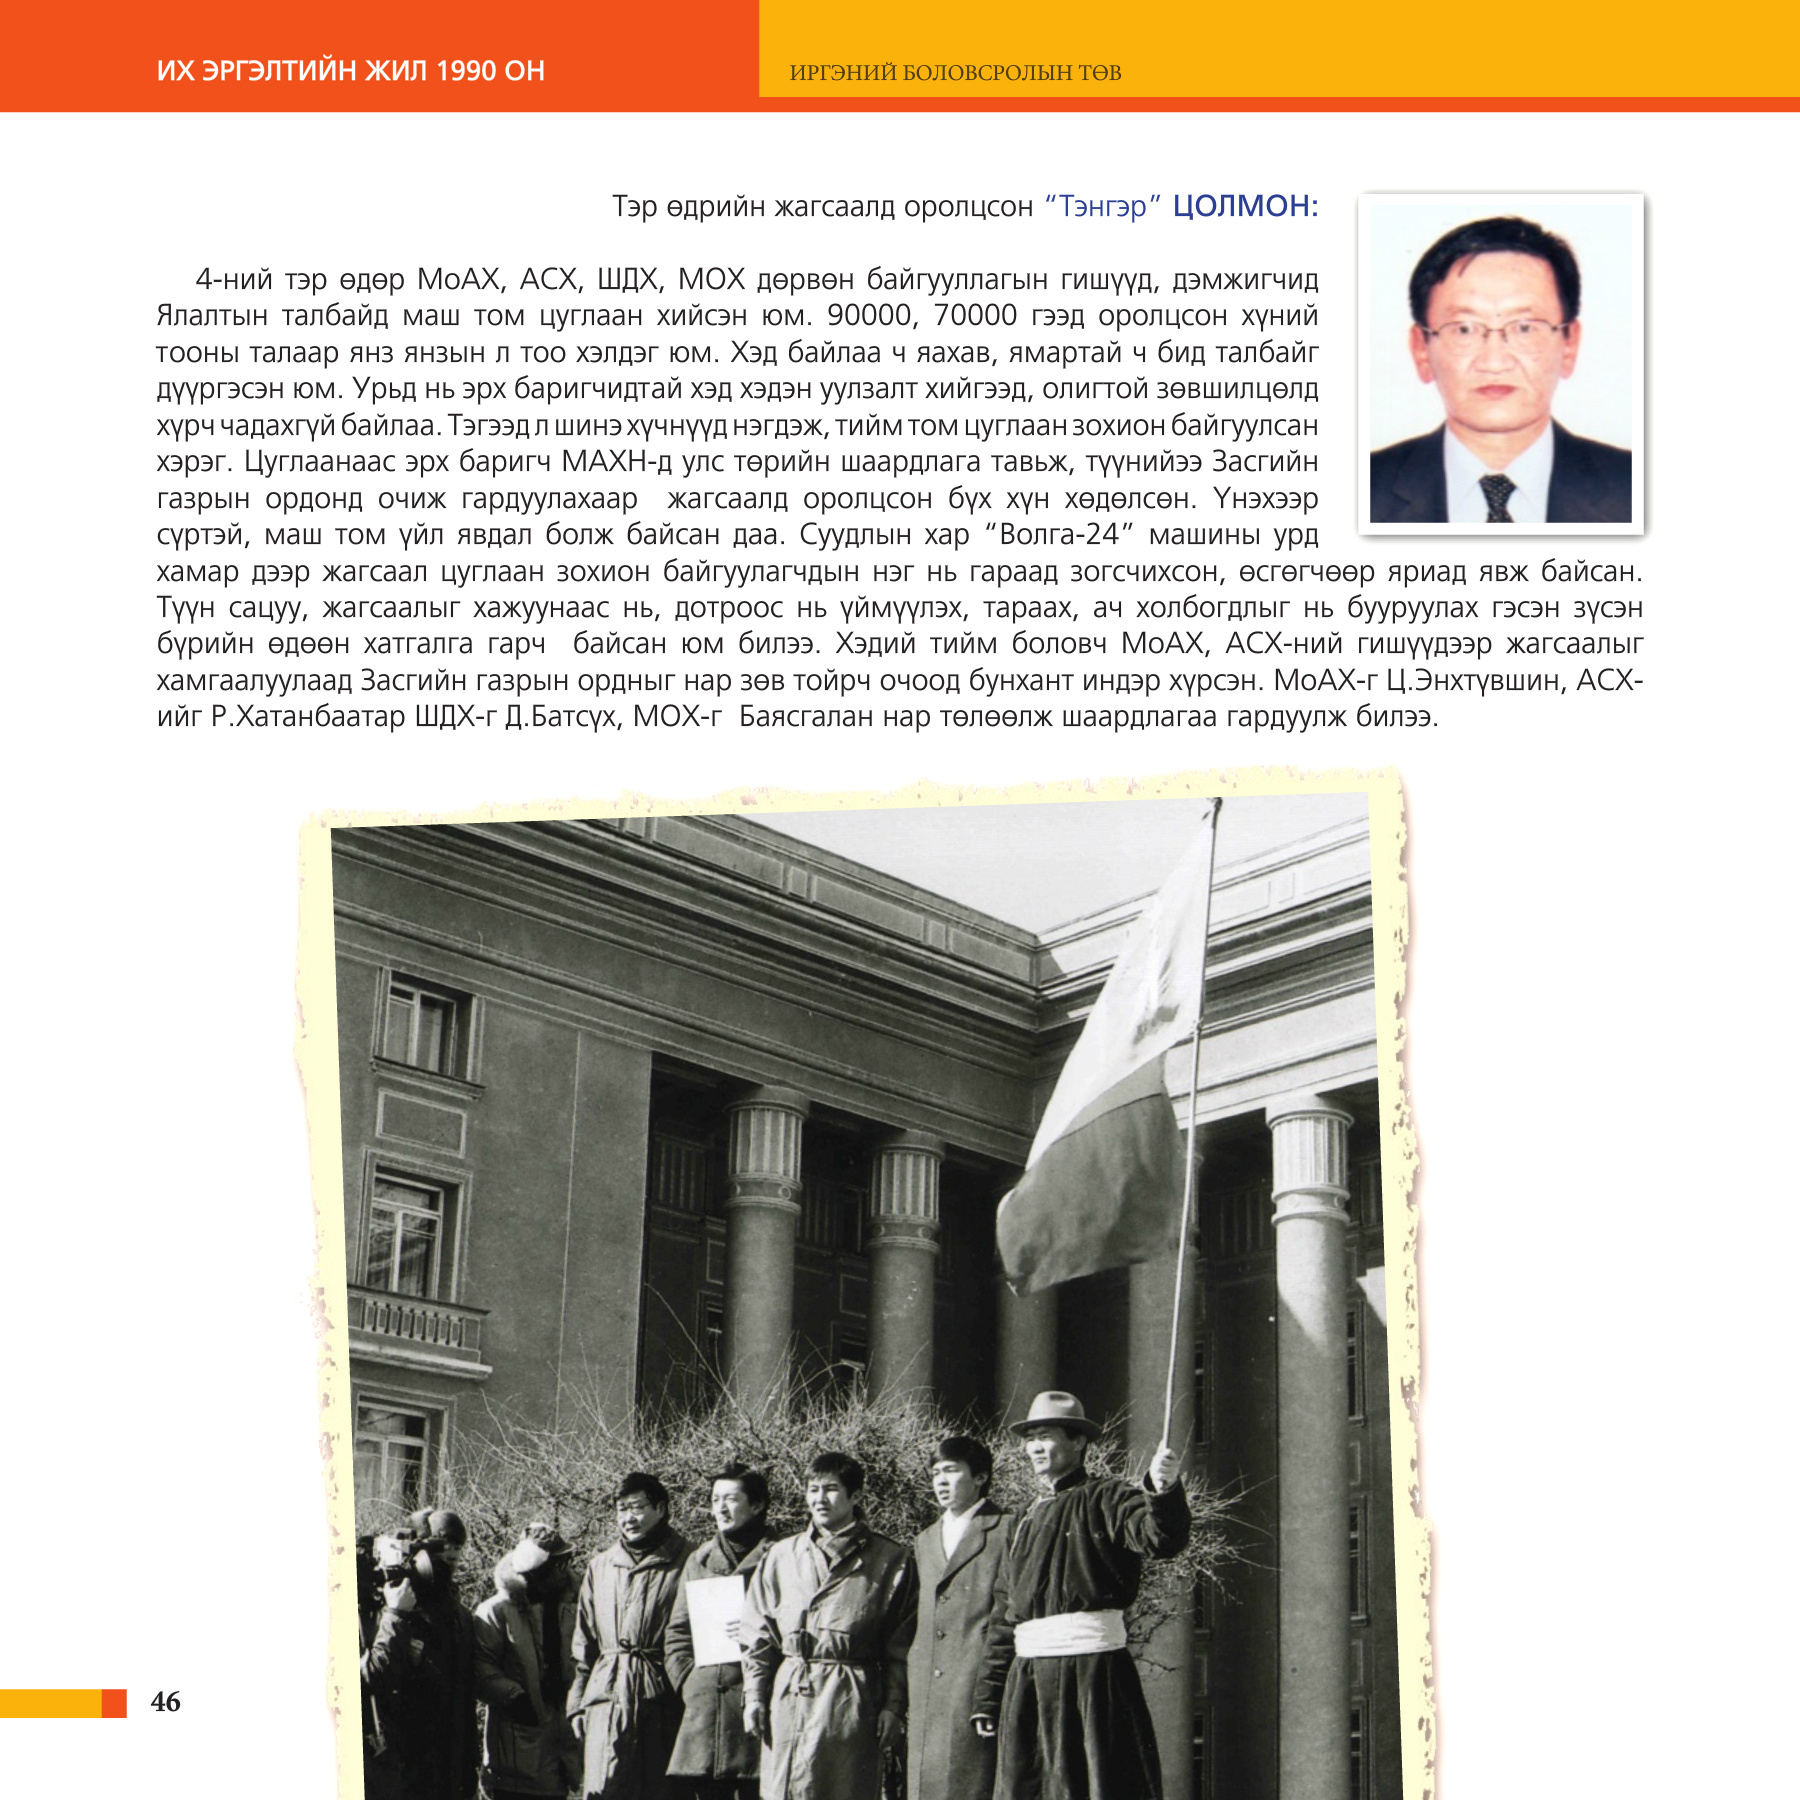 ИХ ЭРГЭЛТИЙН ЖИЛ 1990 ОН
ИРГЭНИЙ БОЛОВСРОЛЫН ТӨВ
Тэр өдрийн жагсаалд оролцсон “Тэнгэр” ЦОЛМОН:
4-ний тэр өдөр МоАХ, АСХ, ШДХ, МОХ дөрвөн байгууллагын гишүүд, дэмжигчид
Ялалтын талбайд маш том цуглаан хийсэн юм. 90000, 70000 гээд оролцсон хүний
тооны талаар янз янзын л тоо хэлдэг юм. Хэд байлаа ч яахав, ямартай ч бид талбайг
дүүргэсэн юм. Урьд нь эрх баригчидтай хэд хэдэн уулзалт хийгээд, олигтой зөвшилцөлд
хүрч чадахгүй байлаа. Тэгээд л шинэ хүчнүүд нэгдэж, тийм том цуглаан зохион байгуулсан
хэрэг. Цуглаанаас эрх баригч МАХН-д улс төрийн шаардлага тавьж, түүнийээ Засгийн
газрын ордонд очиж гардуулахаар жагсаалд оролцсон бүх хүн хөдөлсөн. Үнэхээр
сүртэй, маш том үйл явдал болж байсан даа. Суудлын хар “Волга-24” машины урд
хамар дээр жагсаал цуглаан зохион байгуулагчдын нэг нь гараад зогсчихсон, өсгөгчөөр яриад явж байсан.
Түүн сацуу, жагсаалыг хажуунаас нь, дотроос нь үймүүлэх, тараах, ач холбогдлыг нь бууруулах гэсэн зүсэн
бүрийн өдөөн хатгалга гарч байсан юм билээ. Хэдий тийм боловч МоАХ, АСХ-ний гишүүдээр жагсаалыг
хамгаалуулаад Засгийн газрын ордныг нар зөв тойрч очоод бунхант индэр хүрсэн. МоАХ-г Ц.Энхтүвшин, АСХ-
ийг Р.Хатанбаатар ШДХ-г Д.Батсүх, МОХ-г Баясгалан нар төлөөлж шаардлагаа гардуулж билээ.
46